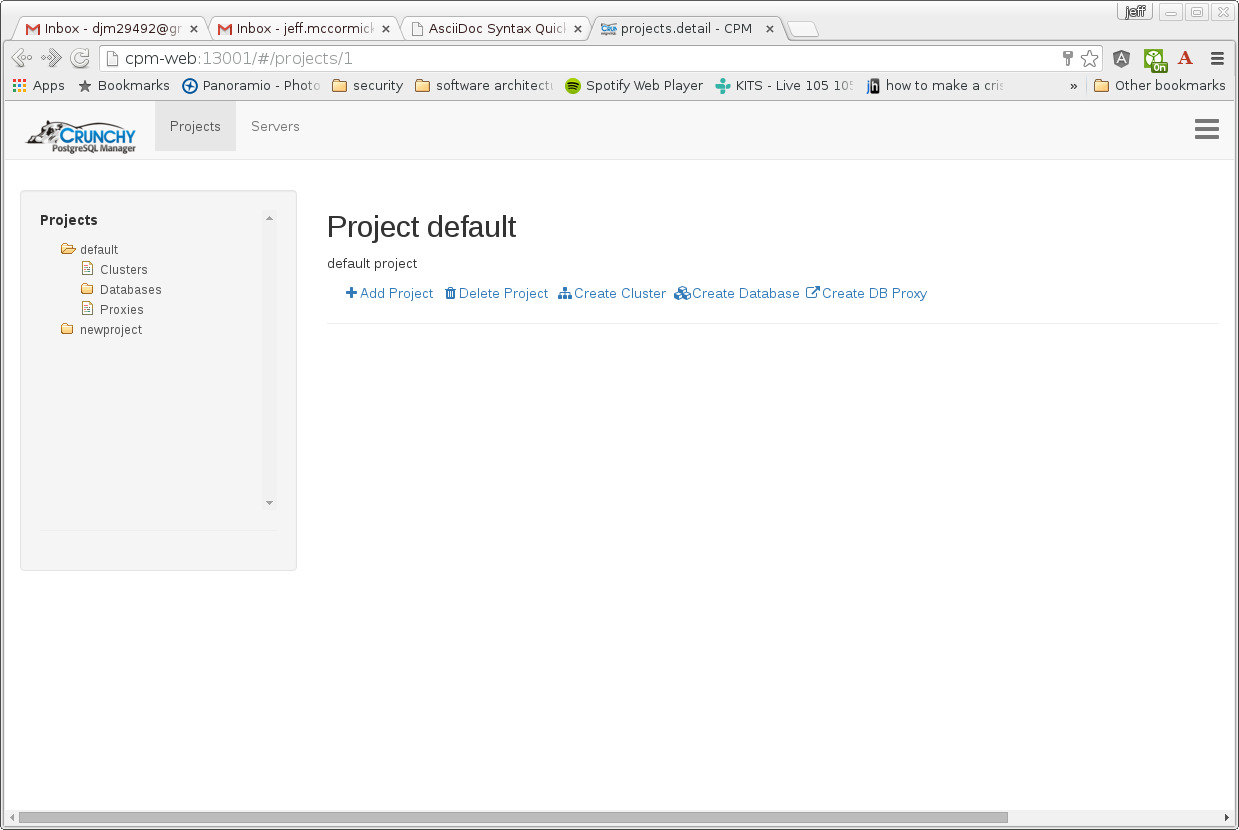 jeff
Inbox - djm29492@gr
Inbox - jeff.mccormick
AsciiDoc Syntax Quic
projects.detail - CPM
cpm-web:13001/#/projects/1
On
A
A
Apps
Bookmarks
Panoramio - Photo
security
software architectu
Spotify Web Player
KITS - Live 105 105
jh
how to make a cris
»
Other bookmarks
CRUNCHY
PostgreSQL Manager
Projects
Servers
Projects
default
Clusters
Databases
Proxies
newproject
Project default
default project
Add Project
Delete Project
Create Cluster
Create Database
Create DB Proxy